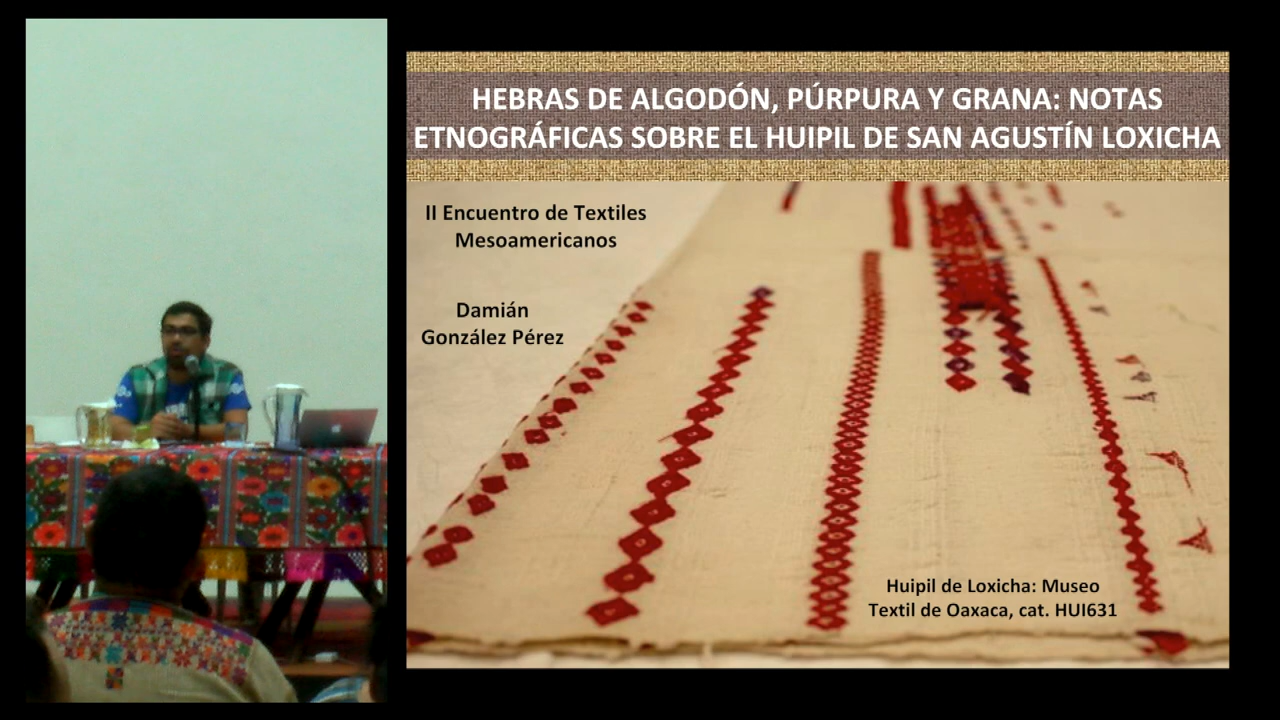 HEBRAS DE ALGODÓN, PÚRPURA Y GRANA: NOTAS
ETNOGRÁFICAS SOBRE EL HUIPIL DE SAN AGUSTÍN LOXICHA
II Encuentro de Textiles
Mesoamericanos
Damián
González Pérez
Huipil de Loxicha: Museo
Textil de Oaxaca, cat. HUI631